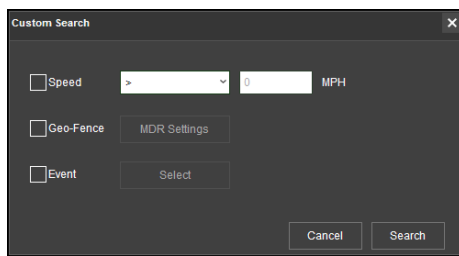 Custom Search
Speed > 0 MPH
Geo-Fence MDR Settings
Event Select
Cancel Search